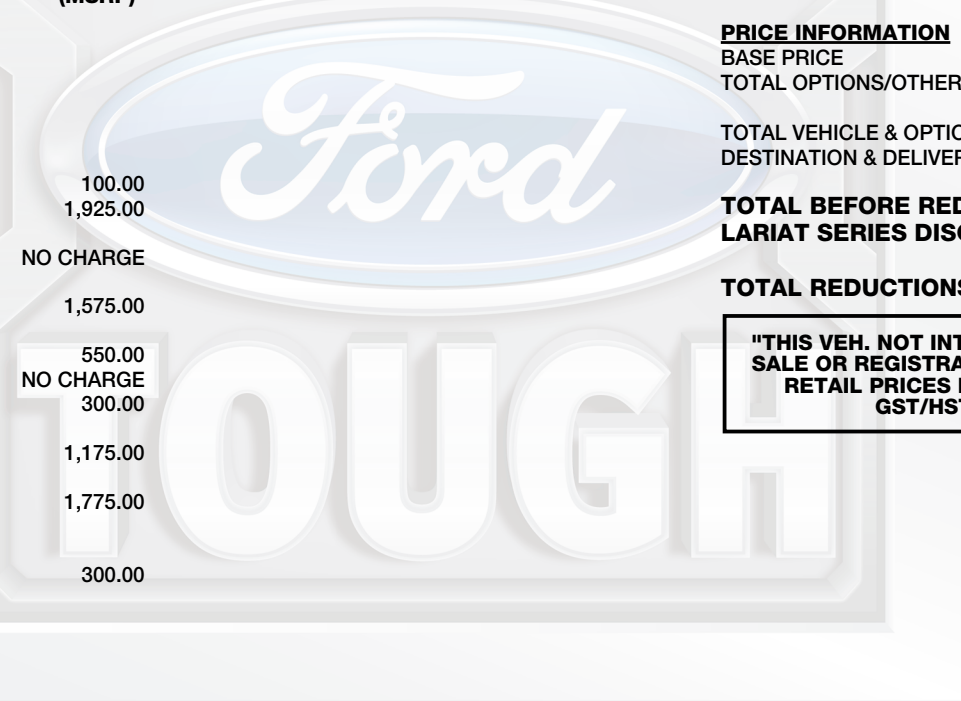 (MSRP)
100.00
1,925.00
NO CHARGE
1,575.00
550.00
NO CHARGE
300.00
1,175.00
1,775.00
300.00
Ford
TOUGH
PRICE INFORMATION
BASE PRICE
TOTAL OPTIONS/OTHER
TOTAL VEHICLE & OPTIO
DESTINATION & DELIVER
TOTAL BEFORE RED
LARIAT SERIES DISC
TOTAL REDUCTIONS
"THIS VEH. NOT INT
SALE OR REGISTRA
RETAIL PRICES
GST/HST